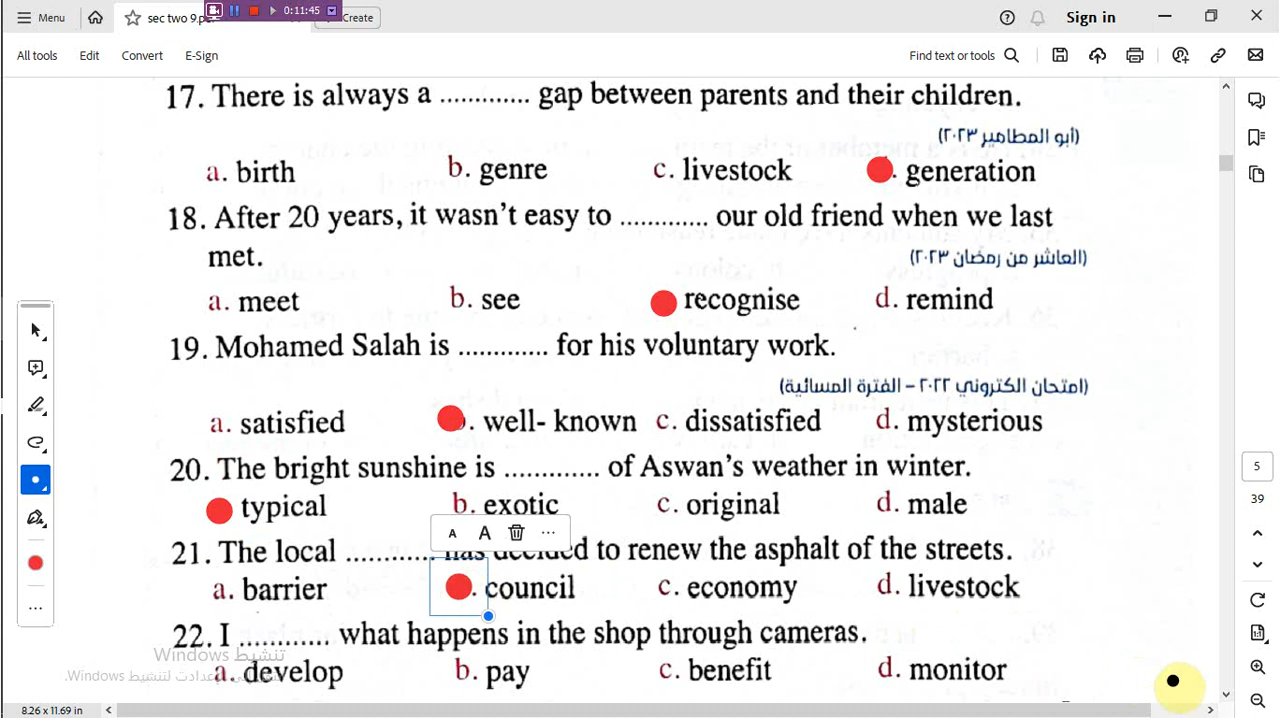 Menu
sec two 9.p
0:11:45
Create
Sign in
All tools
Edit
Convert
E-Sign
Find text or tools
17. There is always a ............. gap between parents and their children.
(أبو المطامير ٢٠٢٣)
a. birth b. genre c. livestock . generation
18. After 20 years, it wasn't easy to ............ our old friend when we last
met.
(العاشر من رمضان ٢٠٢٣)
a. meet b. see recognise d. remind
19. Mohamed Salah is ............ for his voluntary work.
(امتحان الكتروني ٢٠٢٢ – الفترة المسائية)
a. satisfied . well- known c. dissatisfied d. mysterious
20. The bright sunshine is ............. of Aswan's weather in winter.
typical b. exotic c. original d. male
A A ...
21. The local ............. has decided to renew the asphalt of the streets.
a. barrier . council c. economy d. livestock
22. I ............. what happens in the shop through cameras.
تنشيط Windows
a. develop b. pay c. benefit d. monitor
لتنشيط Windows.
5
39
8.26 x 11.69 in